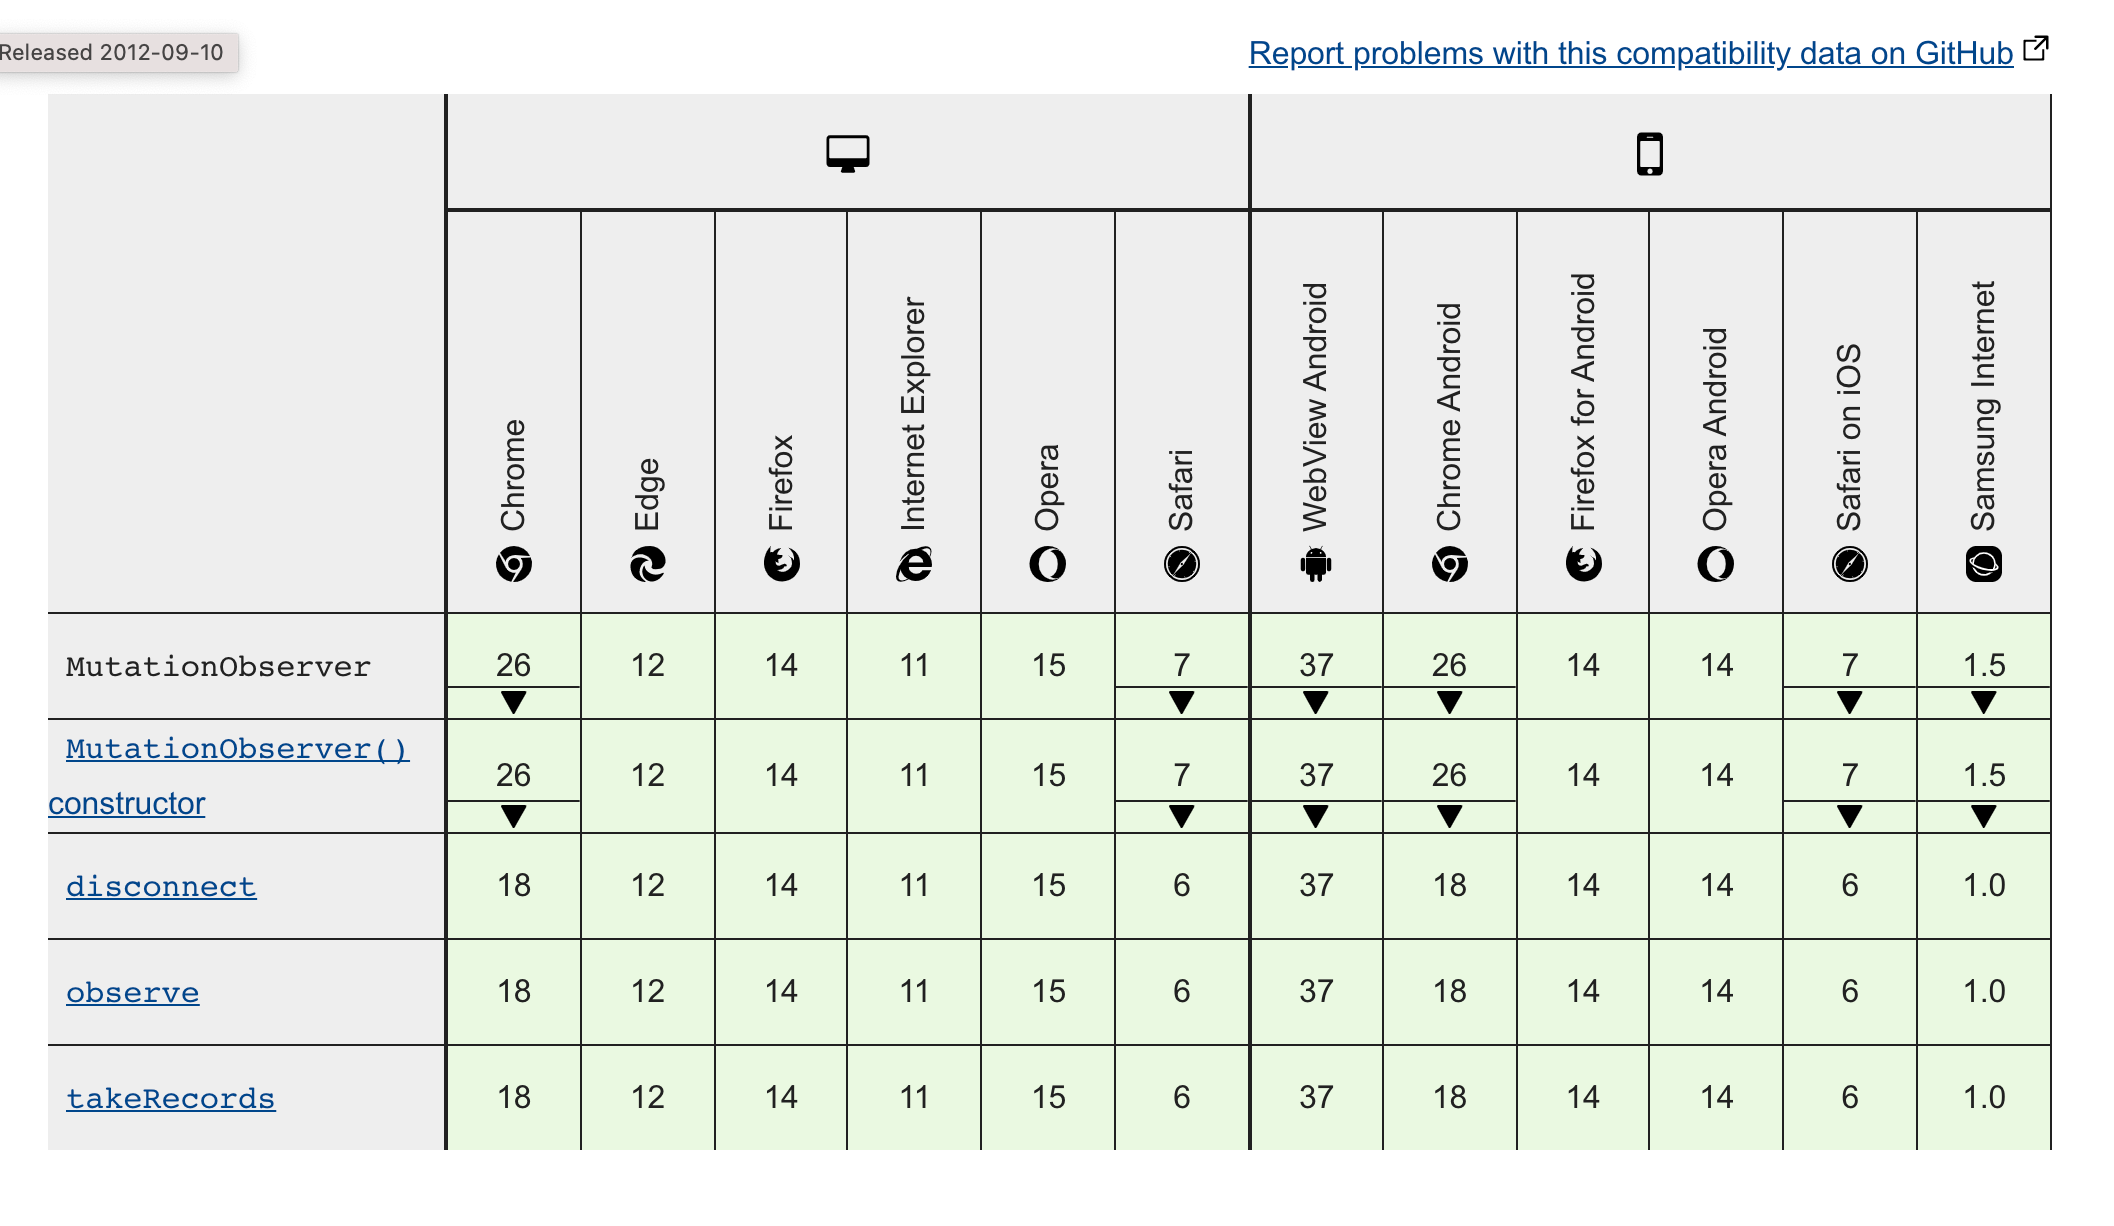 Released 2012-09-10
Report problems with this compatibility data on GitHub
Chrome
Edge
Firefox
Internet Explorer
Opera
Safari
WebView Android
Chrome Android
Firefox for Android
Opera Android
Safari on iOS
Samsung Internet
MutationObserver 26 12 14 11 15 7 37 26 14 14 7 1.5
MutationObserver()
constructor 26 12 14 11 15 7 37 26 14 14 7 1.5
disconnect 18 12 14 11 15 6 37 18 14 14 6 1.0
observe 18 12 14 11 15 6 37 18 14 14 6 1.0
takeRecords 18 12 14 11 15 6 37 18 14 14 6 1.0